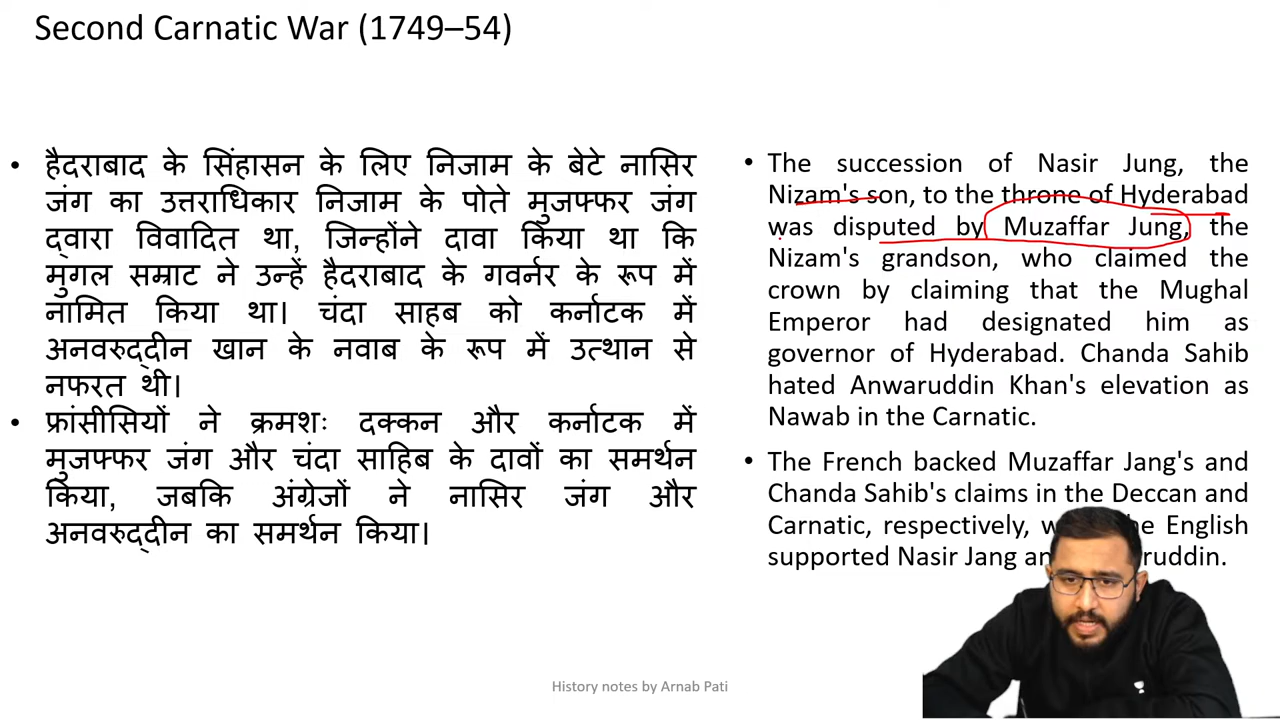 Second Carnatic War (1749–54)
• हैदराबाद के सिंहासन के लिए निजाम के बेटे नासिर
जंग का उत्तराधिकार निजाम के पोते मुजफ्फर जंग
द्वारा विवादित था, जिन्होंने दावा किया था कि
मुगल सम्राट ने उन्हें हैदराबाद के गवर्नर के रूप में
नामित किया था। चंदा साहब को कर्नाटक में
अनवरुद्दीन खान के नवाब के रूप में उत्थान से
नफरत थी।
• फ्रांसीसियों ने क्रमशः दक्कन और कर्नाटक में
मुजफ्फर जंग और चंदा साहिब के दावों का समर्थन
किया, जबकि अंग्रेजों ने नासिर जंग और
अनवरुद्दीन का समर्थन किया।
• The succession of Nasir Jung, the
Nizam's son, to the throne of Hyderabad
was disputed by Muzaffar Jung, the
Nizam's grandson, who claimed the
crown by claiming that the Mughal
Emperor had designated him as
governor of Hyderabad. Chanda Sahib
hated Anwaruddin Khan's elevation as
Nawab in the Carnatic.
• The French backed Muzaffar Jang's and
Chanda Sahib's claims in the Deccan and
Carnatic, respectively, English
supported Nasir Jang
History notes by Arnab Pati